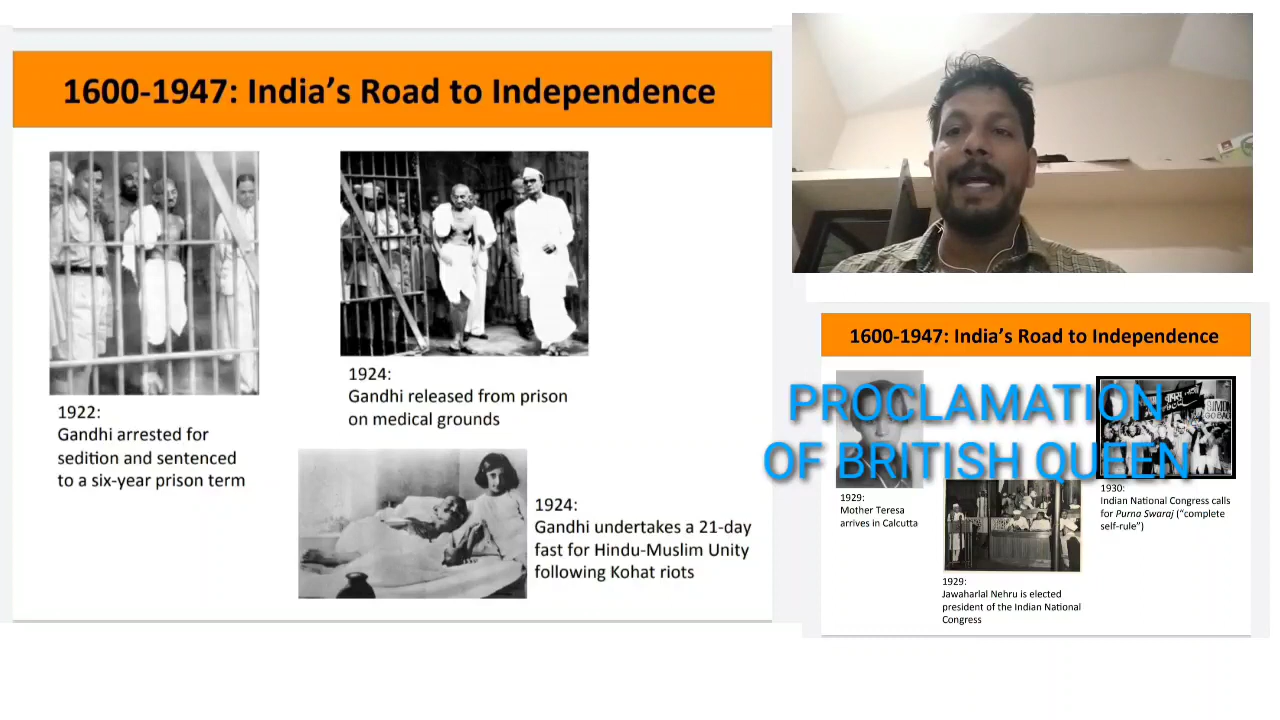 1600-1947: India's Road to Independence
1922:
Gandhi arrested for
sedition and sentenced
to a six-year prison term
1924:
Gandhi released from prison
on medical grounds
1924:
Gandhi undertakes a 21-day
fast for Hindu-Muslim Unity
following Kohat riots
1600-1947: India's Road to Independence
PROCLAMATION
OF BRITISH QUEEN
1929:
Mother Teresa
arrives in Calcutta
1929:
Jawaharlal Nehru is elected
president of the Indian National
Congress
1930:
Indian National Congress calls
for Purna Swaraj (“complete
self-rule”)